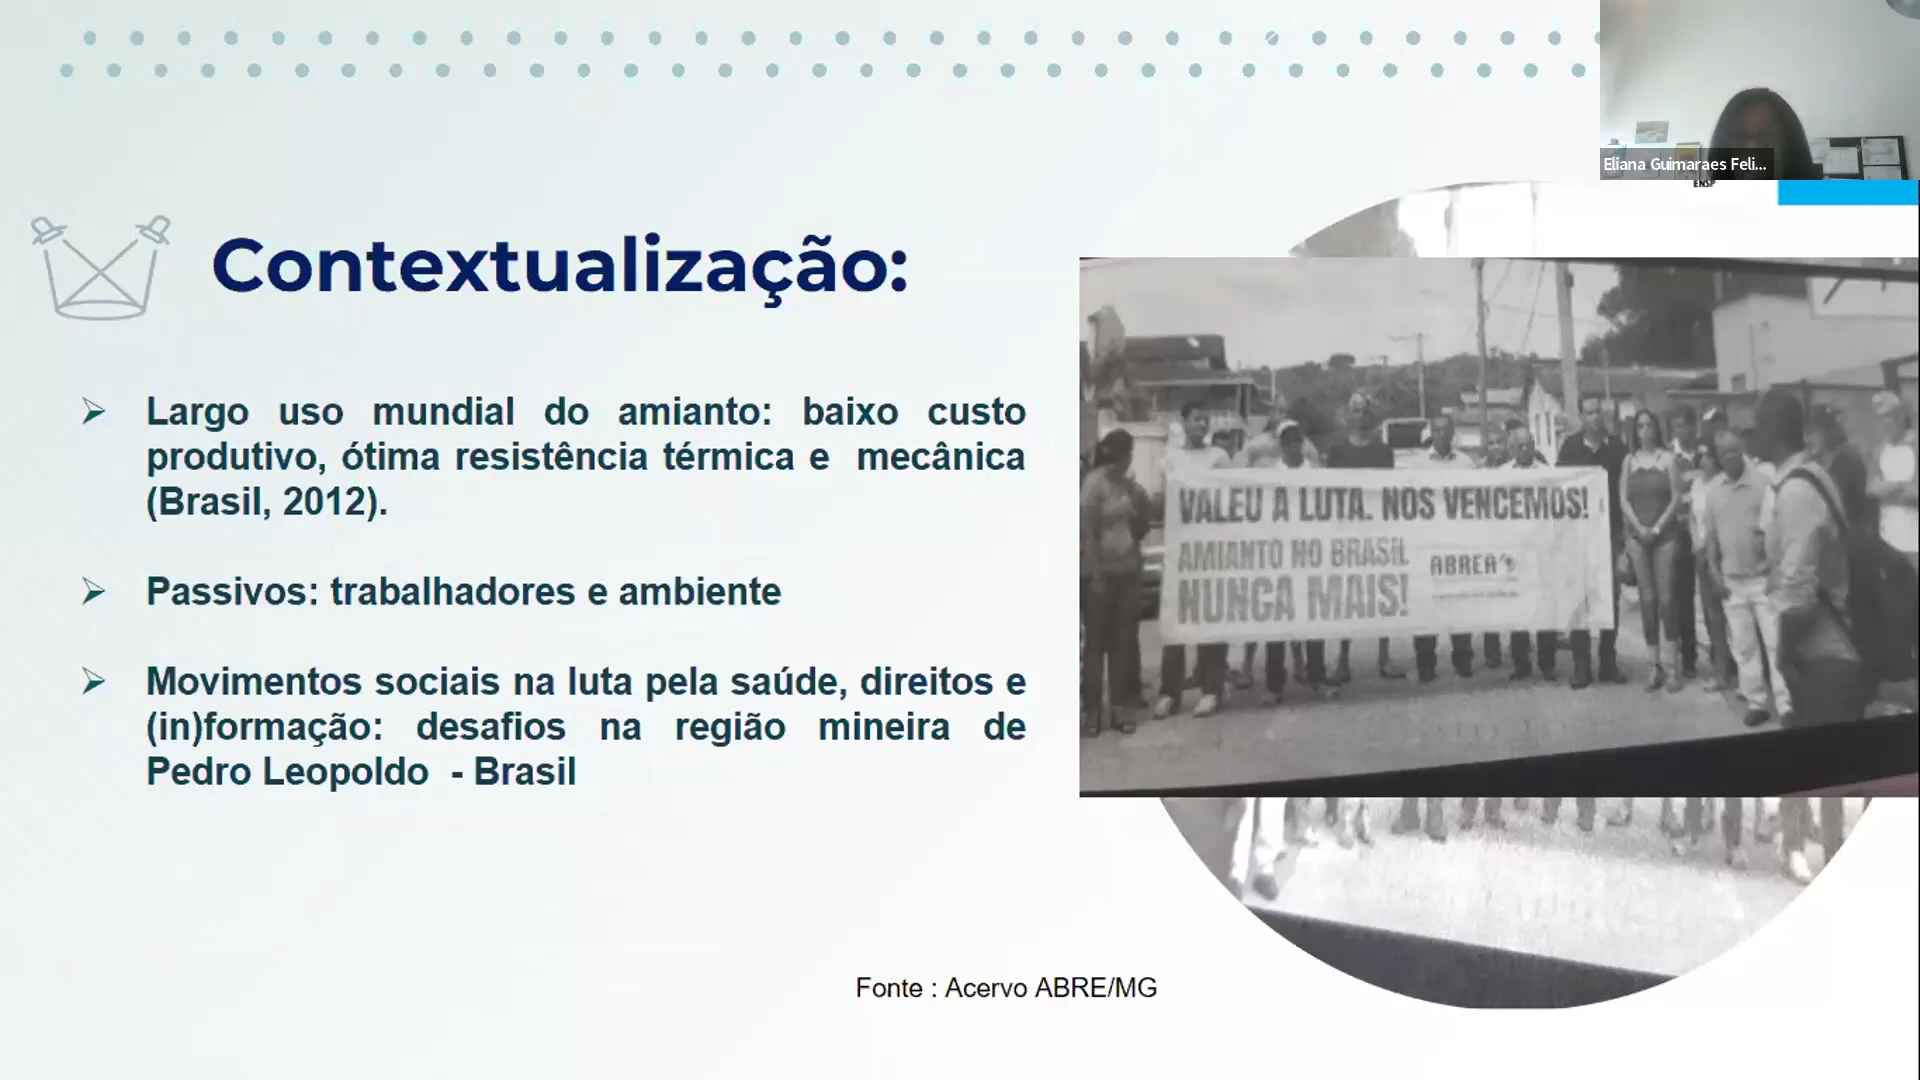 Eliana Guimaraes Feli...
ENSP
Contextualização:
Largo uso mundial do amianto: baixo custo
produtivo, ótima resistência térmica e mecânica
(Brasil, 2012).
Passivos: trabalhadores e ambiente
Movimentos sociais na luta pela saúde, direitos e
(in)formação: desafios na região mineira de
Pedro Leopoldo - Brasil
VALEU A LUTA. NOS VENCEMOS!
AMIANTO NO BRASIL
NUNCA MAIS!
ABREA
Fonte : Acervo ABRE/MG